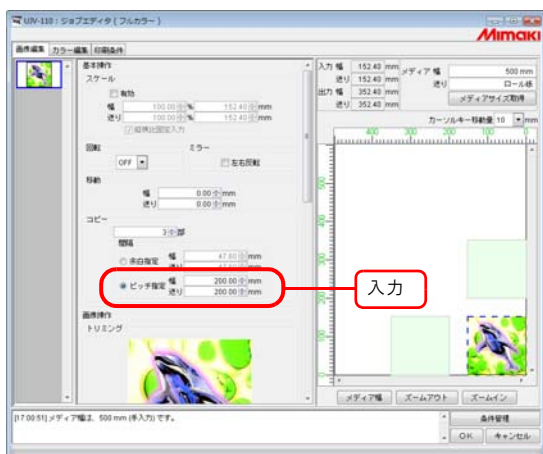 UJV-110 : ジョブエディタ ( フルカラー )
Mimaki
画像編集 カラー編集 印刷条件
基本操作
スケール
有効
幅 100.00 % 152.40 mm
送り 100.00 % 152.40 mm
縦横比固定入力
回転 ミラー
OFF 左右反転
移動
幅 0.00 mm
送り 0.00 mm
コピー
3 部
間隔
余白指定 幅 47.60 mm
送り 47.60 mm
ピッチ指定 幅 200.00 mm
送り 200.00 mm
画像操作
トリミング
入力
入力 幅 152.40 mm
送り 152.40 mm
出力 幅 352.40 mm
送り 352.40 mm
メディア 幅 500 mm
送り ロール紙
メディアサイズ取得
カーソルキー移動量 10 mm
400 300 200 100 0
メディア幅 ズームアウト ズームイン
[17:00:51] メディア幅は、500 mm (手入力) です。
条件管理
OK キャンセル